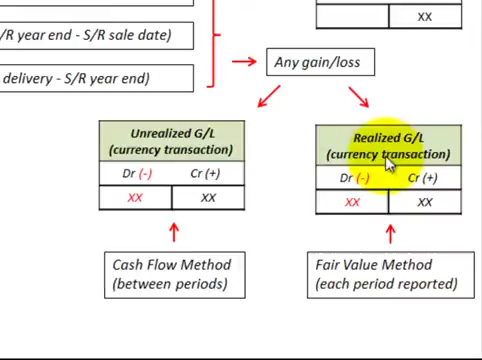 XX
/R year end - S/R sale date)
Any gain/loss
delivery - S/R year end)
Unrealized G/L
(currency transaction)
Dr (-) Cr (+)
XX XX
Realized G/L
(currency transaction)
Dr (-) Cr (+)
XX XX
Cash Flow Method
(between periods)
Fair Value Method
(each period reported)